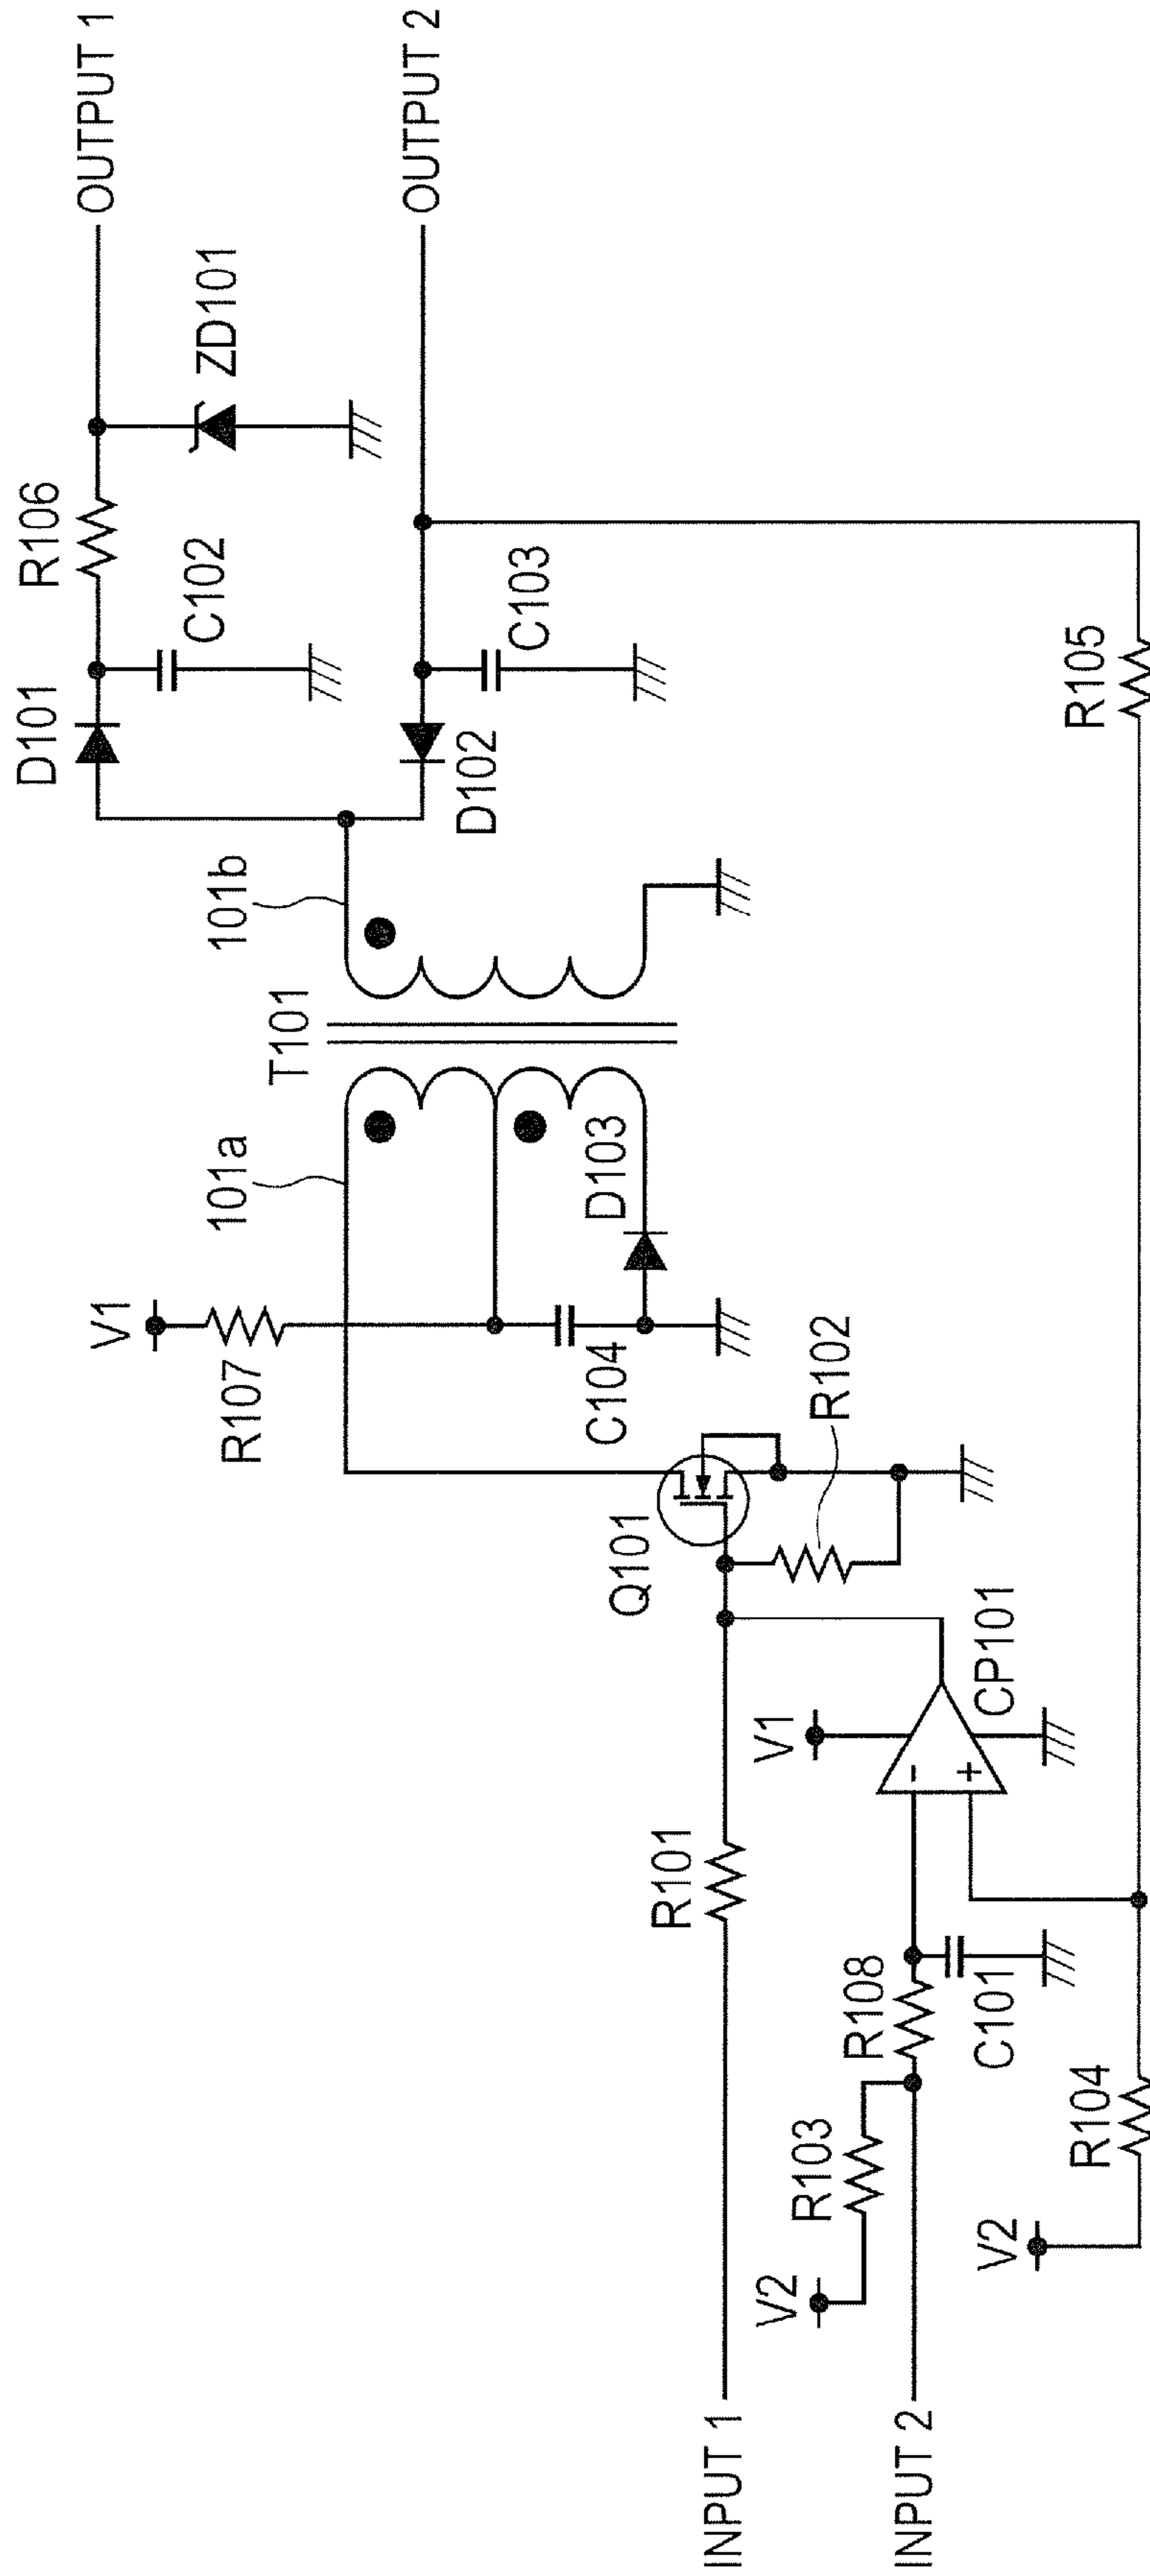 OUTPUT 1
OUTPUT 2
ZD101
R106
C102
C103
D101
D102
R105
101b
T101
101a
D103
V1
R107
C104
R102
Q101
CP101
V1
-
+
R101
R108
C101
R103
R104
V2
V2
INPUT 1
INPUT 2